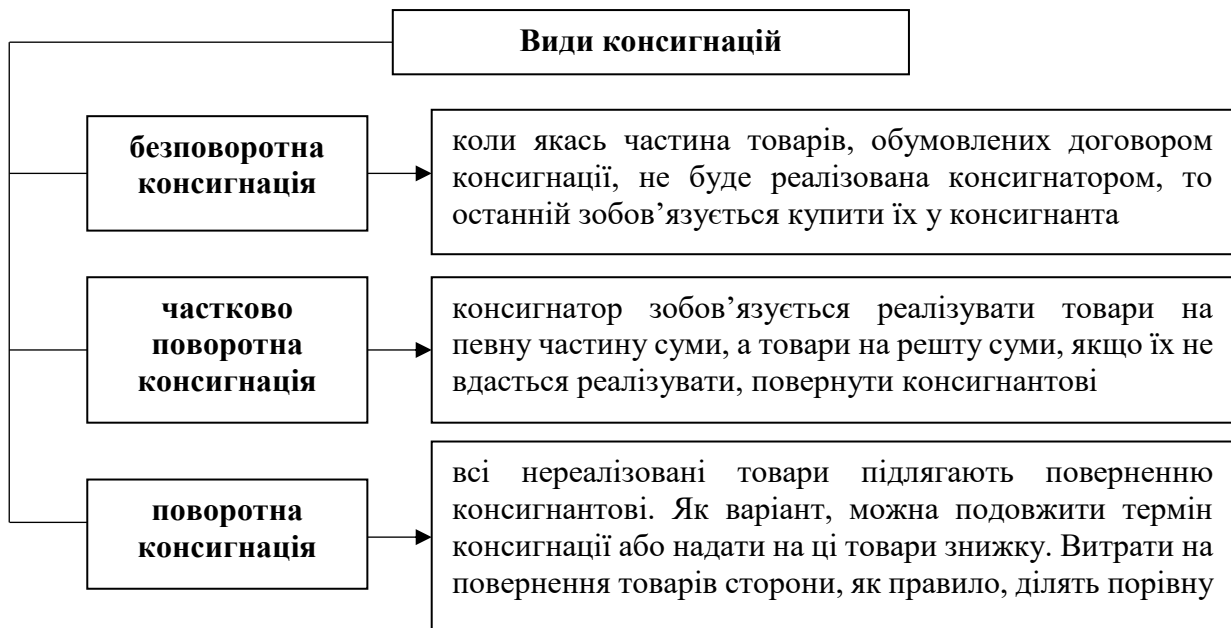 Види консигнацій
безповоротна
консигнація
коли якась частина товарів, обумовлених договором
консигнації, не буде реалізована консигнатором, то
останній зобов’язується купити їх у консигнанта
частково
поворотна
консигнація
консигнатор зобов’язується реалізувати товари на
певну частину суми, а товари на решту суми, якщо їх не
вдасться реалізувати, повернути консигнантові
поворотна
консигнація
всі нереалізовані товари підлягають поверненню
консигнантові. Як варіант, можна подовжити термін
консигнації або надати на ці товари знижку. Витрати на
повернення товарів сторони, як правило, ділять порівну